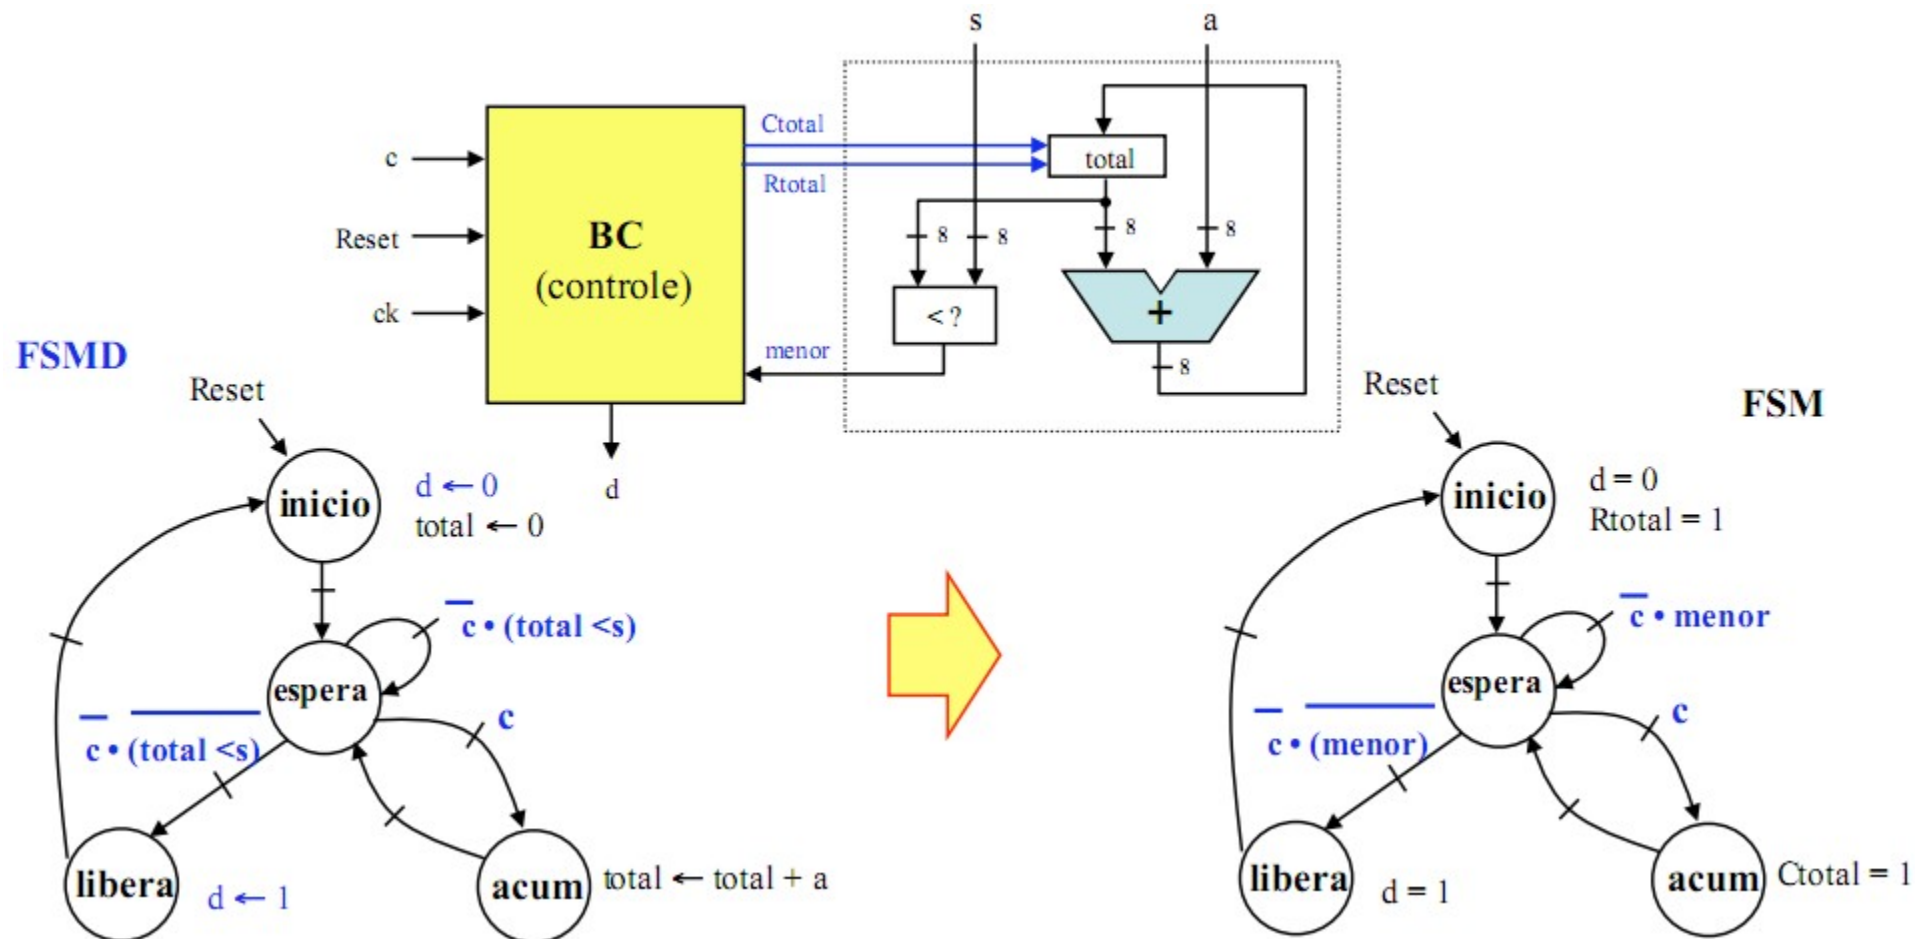 s
a
Ctotal
c
total
Rtotal
Reset
BC
8
8
8
8
(controle)
ck
< ?
+
menor
8
FSMD
Reset
Reset
FSM
d
inicio
d ← 0
total ← 0
inicio
d = 0
Rtotal = 1
c̅ • (total <s)
c̅ • menor
espera
espera
c
c
c̅ • (̅t̅o̅t̅a̅l̅ ̅<̅s̅)̅
c̅ • (̅m̅e̅n̅o̅r̅)̅
libera
d ← 1
acum
total ← total + a
libera
d = 1
acum
Ctotal = 1